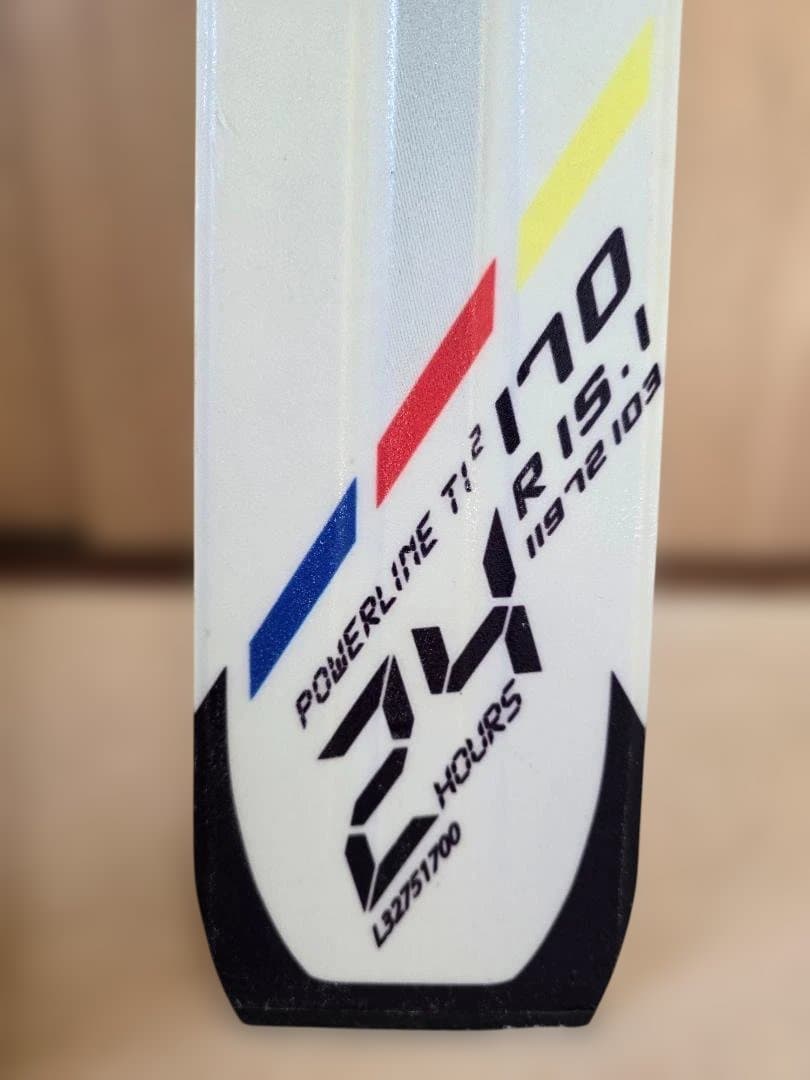 170
R 15.1
119 72 103
POWERLINE TI²
24
HOURS
L32751700